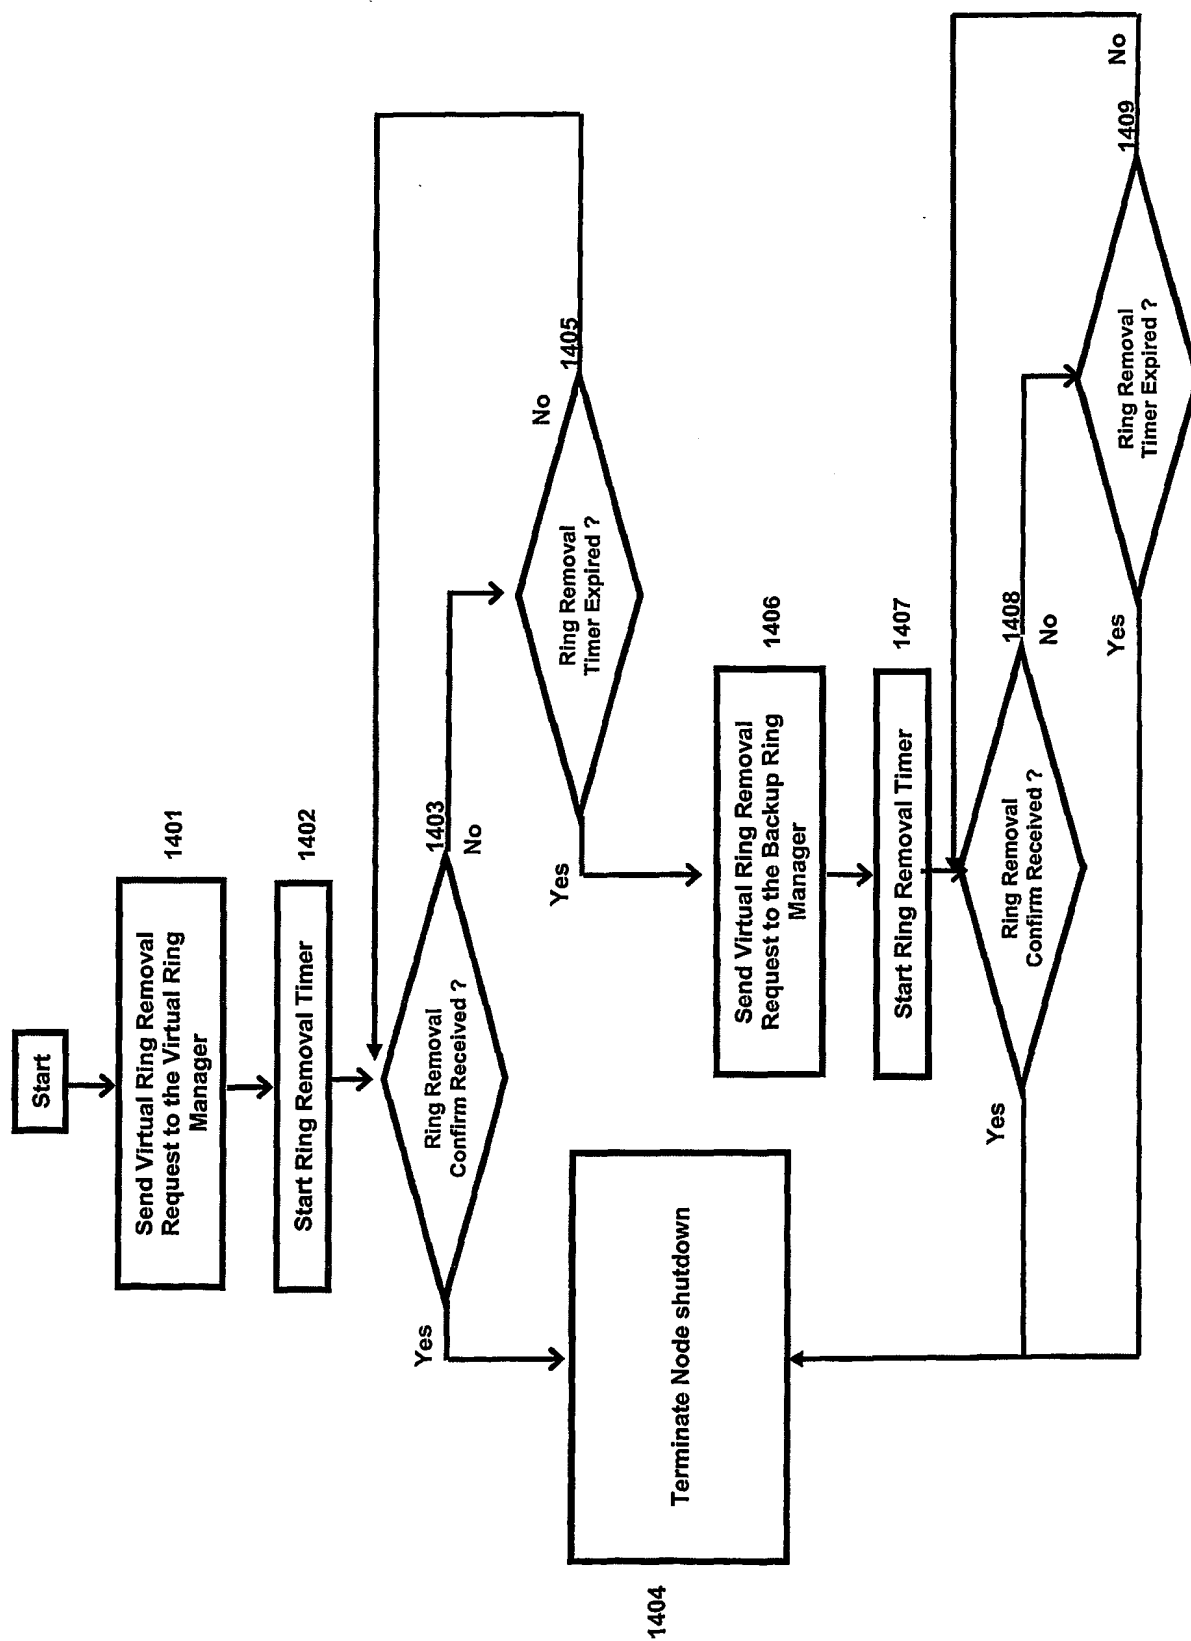 Start
Send Virtual Ring Removal
Request to the Virtual Ring
Manager
1401
Start Ring Removal Timer
1402
Ring Removal
Confirm Received ?
1403
Yes
No
Ring Removal
Timer Expired ?
1405
No
Yes
Terminate Node shutdown
1404
Send Virtual Ring Removal
Request to the Backup Ring
Manager
1406
Start Ring Removal Timer
1407
Ring Removal
Confirm Received ?
1408
Yes
No
Ring Removal
Timer Expired ?
1409
Yes
No